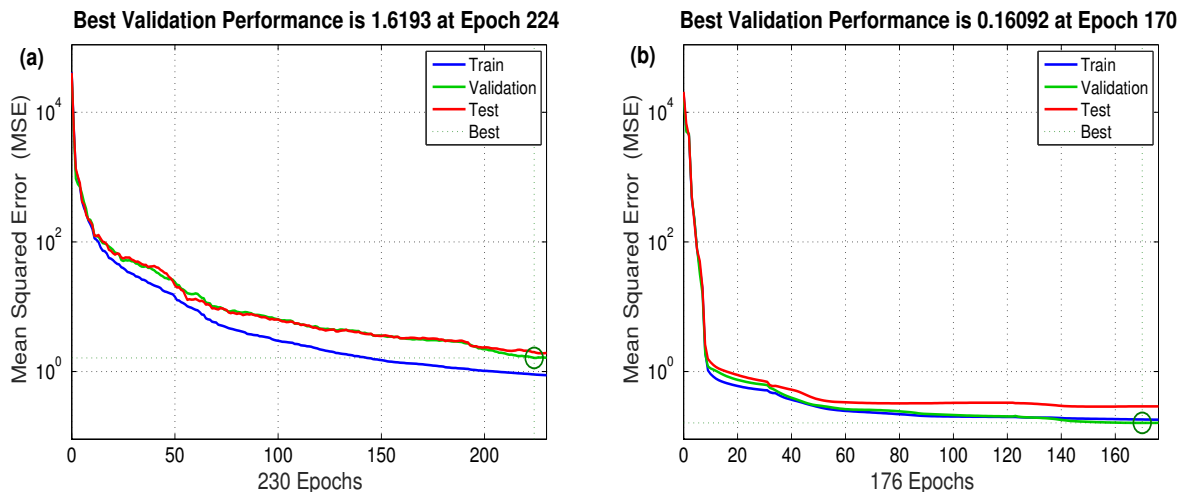 Best Validation Performance is 1.6193 at Epoch 224
(a)
Train
Validation
Test
Best
10^4
10^2
10^0
Mean Squared Error (MSE)
0 50 100 150 200
230 Epochs
Best Validation Performance is 0.16092 at Epoch 170
(b)
Train
Validation
Test
Best
10^4
10^2
10^0
Mean Squared Error (MSE)
0 20 40 60 80 100 120 140 160
176 Epochs